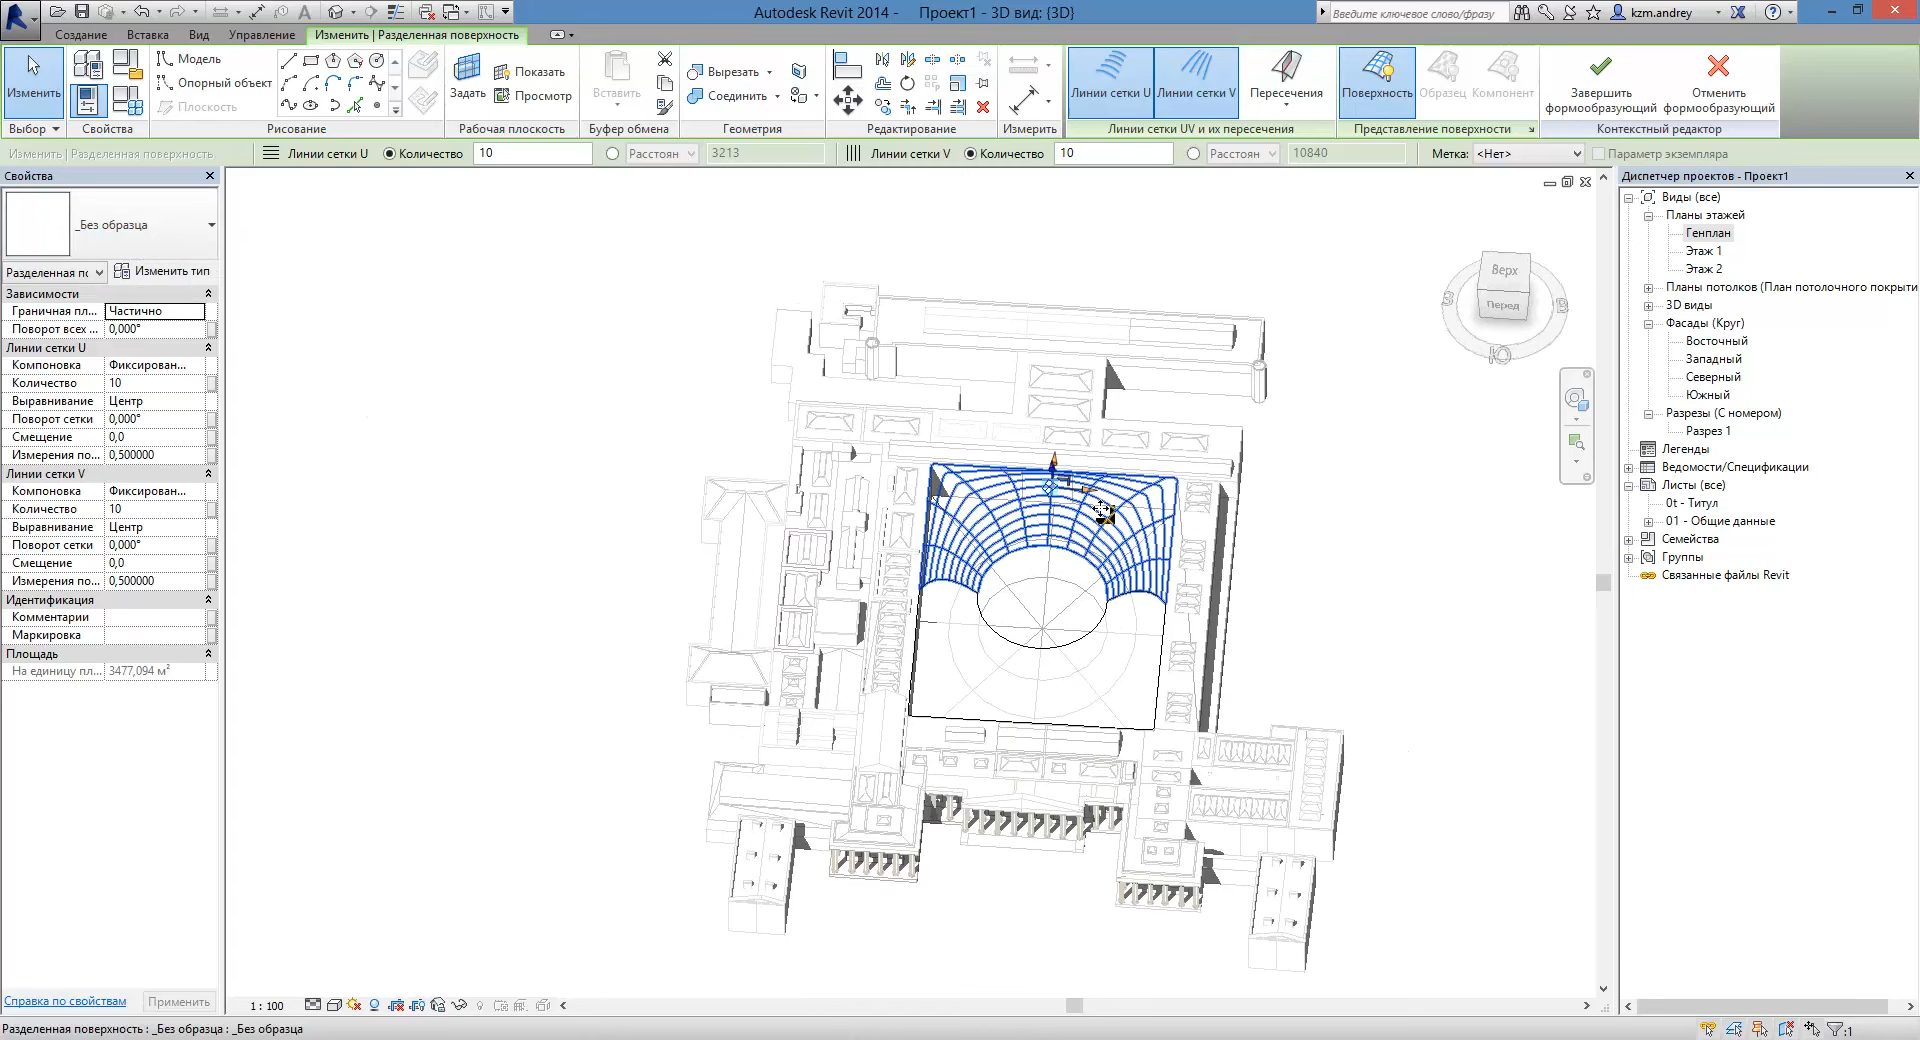 Autodesk Revit 2014 - Проект1 - 3D вид: {3D}
Введите ключевое слово/фразу
kzm.andrey
Создание
Вставка
Вид
Управление
Изменить | Разделенная поверхность
Изменить
Модель
Опорный объект
Плоскость
Задать
Показать
Просмотр
Вставить
Вырезать
Соединить
Линии сетки U
Линии сетки V
Пересечения
Поверхность
Образец
Компонент
Завершить формообразующий
Отменить формообразующий
Выбор
Свойства
Рисование
Рабочая плоскость
Буфер обмена
Геометрия
Редактирование
Измерить
Линии сетки UV и их пересечения
Представление поверхности
Контекстный редактор
Изменить | Разделенная поверхность
Линии сетки U
Количество
10
Расстоян
3213
Линии сетки V
Количество
10
Расстоян
10840
Метка: <Нет>
Параметр экземпляра
Свойства
_Без образца
Разделенная пс
Изменить тип
Зависимости
Граничная пл... Частично
Поворот всех ... 0,000°
Линии сетки U
Компоновка Фиксирован...
Количество 10
Выравнивание Центр
Поворот сетки 0,000°
Смещение 0,0
Измерения по... 0,500000
Линии сетки V
Компоновка Фиксирован...
Количество 10
Выравнивание Центр
Поворот сетки 0,000°
Смещение 0,0
Измерения по... 0,500000
Идентификация
Комментарии
Маркировка
Площадь
На единицу пл... 3477,094 м²
Справка по свойствам
Применить
Верх
Перед
З
В
Ю
Диспетчер проектов - Проект1
Виды (все)
Планы этажей
Генплан
Этаж 1
Этаж 2
Планы потолков (План потолочного покрыти
3D виды
Фасады (Круг)
Восточный
Западный
Северный
Южный
Разрезы (С номером)
Разрез 1
Легенды
Ведомости/Спецификации
Листы (все)
0t - Титул
01 - Общие данные
Семейства
Группы
Связанные файлы Revit
1 : 100
Разделенная поверхность : _Без образца : _Без образца
:1